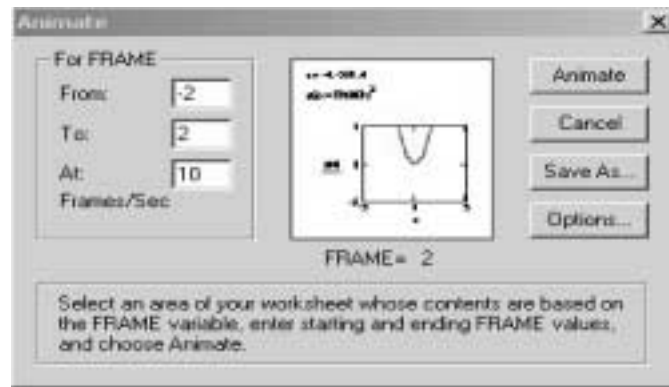 Animate
For FRAME
From: -2
To: 2
At: 10
Frames/Sec
Animate
Cancel
Save As...
Options...
FRAME= 2
Select an area of your worksheet whose contents are based on
the FRAME variable, enter starting and ending FRAME values,
and choose Animate.